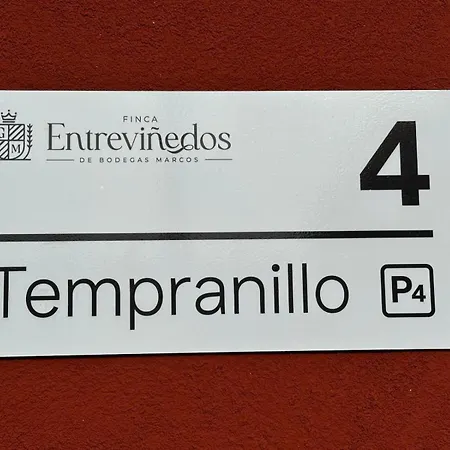 FINCA
Entreviñedos
DE BODEGAS MARCOS
G M
4
Tempranillo P4